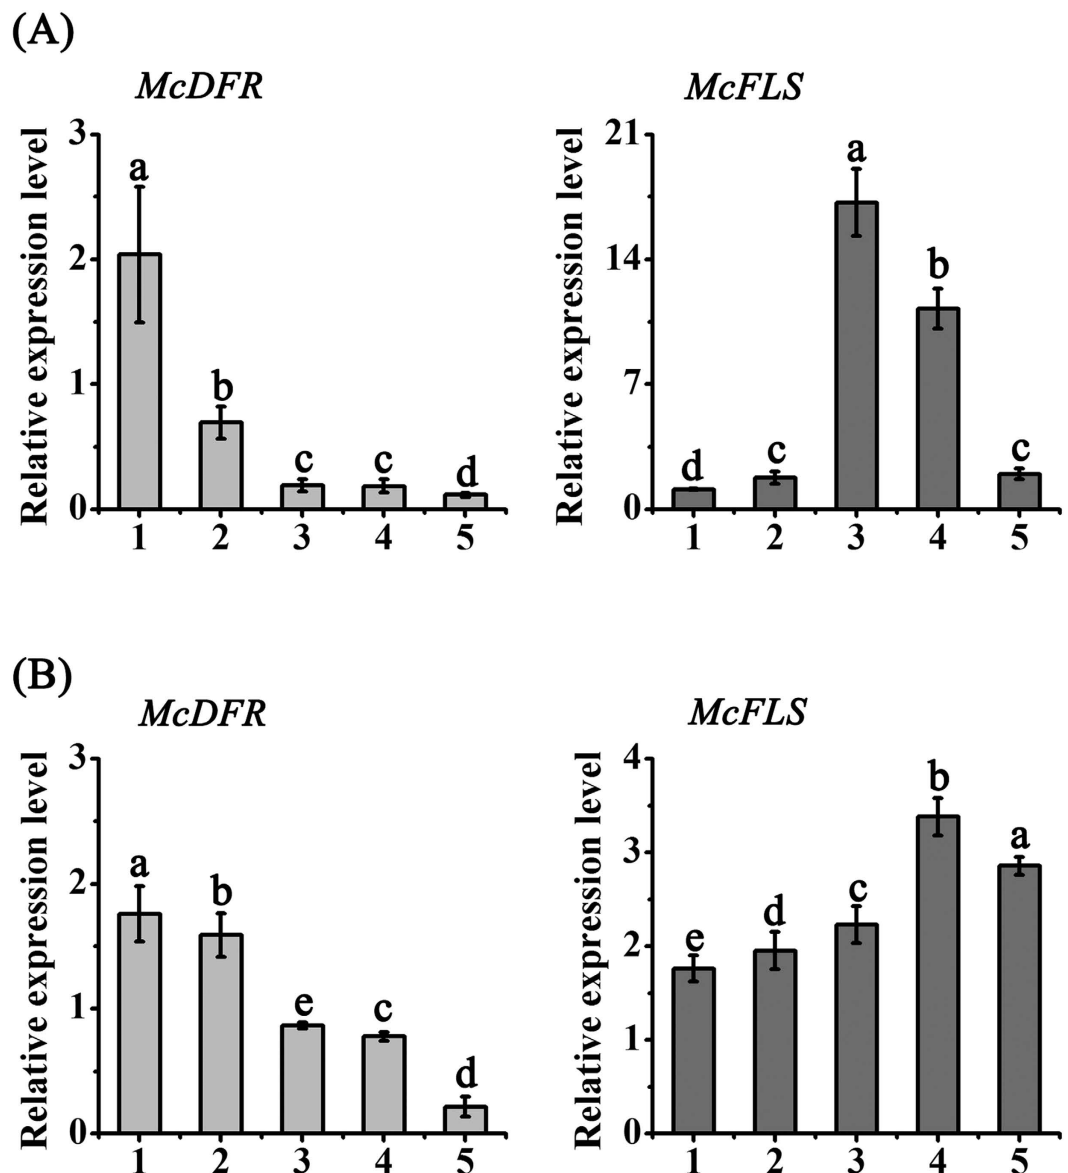 (A)
McDFR
Relative expression level
3
2
1
0
a
b
c
c
d
1 2 3 4 5
McFLS
Relative expression level
21
14
7
0
d
c
a
b
c
1 2 3 4 5
(B)
McDFR
Relative expression level
3
2
1
0
a
b
e
c
d
1 2 3 4 5
McFLS
Relative expression level
4
3
2
1
0
e
d
c
b
a
1 2 3 4 5